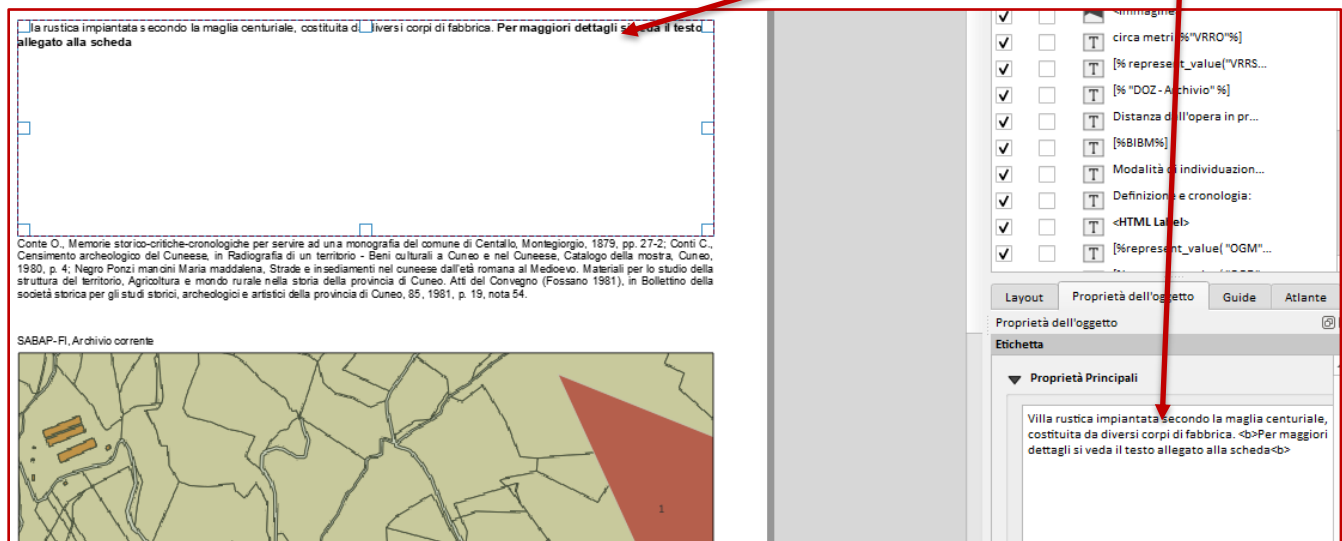 la rustica impiantata secondo la maglia centuriale, costituita da diversi corpi di fabbrica. Per maggiori dettagli si veda il testo
allegato alla scheda
Conte O., Memorie storico-critiche-cronologiche per servire ad una monografia del comune di Centallo, Montegiorgio, 1879, pp. 27-2; Conti C.,
Censimento archeologico del Cuneese, in Radiografia di un territorio - Beni culturali a Cuneo e nel Cuneese, Catalogo della mostra, Cuneo,
1980, p. 4; Negro Ponzi mancini Maria maddalena, Strade e insediamenti nel cuneese dall'età romana al Medioevo. Materiali per lo studio della
struttura del territorio, Agricoltura e mondo rurale nella storia della provincia di Cuneo. Atti del Convegno (Fossano 1981), in Bollettino della
società storica per gli studi storici, archeologici e artistici della provincia di Cuneo, 85, 1981, p. 19, nota 54.
SABAP-FI, Archivio corrente
1
<Immagine>
circa metri [%"VRRO"%]
[% represent_value("VRRS...
[% "DOZ - Archivio" %]
Distanza dall'opera in pr...
[%BIBM%]
Modalità di individuazion...
Definizione e cronologia:
<HTML Label>
[%represent_value( "OGM"...
Layout Proprietà dell'oggetto Guide Atlante
Proprietà dell'oggetto
Etichetta
Proprietà Principali
Villa rustica impiantata secondo la maglia centuriale,
costituita da diversi corpi di fabbrica. <b>Per maggiori
dettagli si veda il testo allegato alla scheda<b>